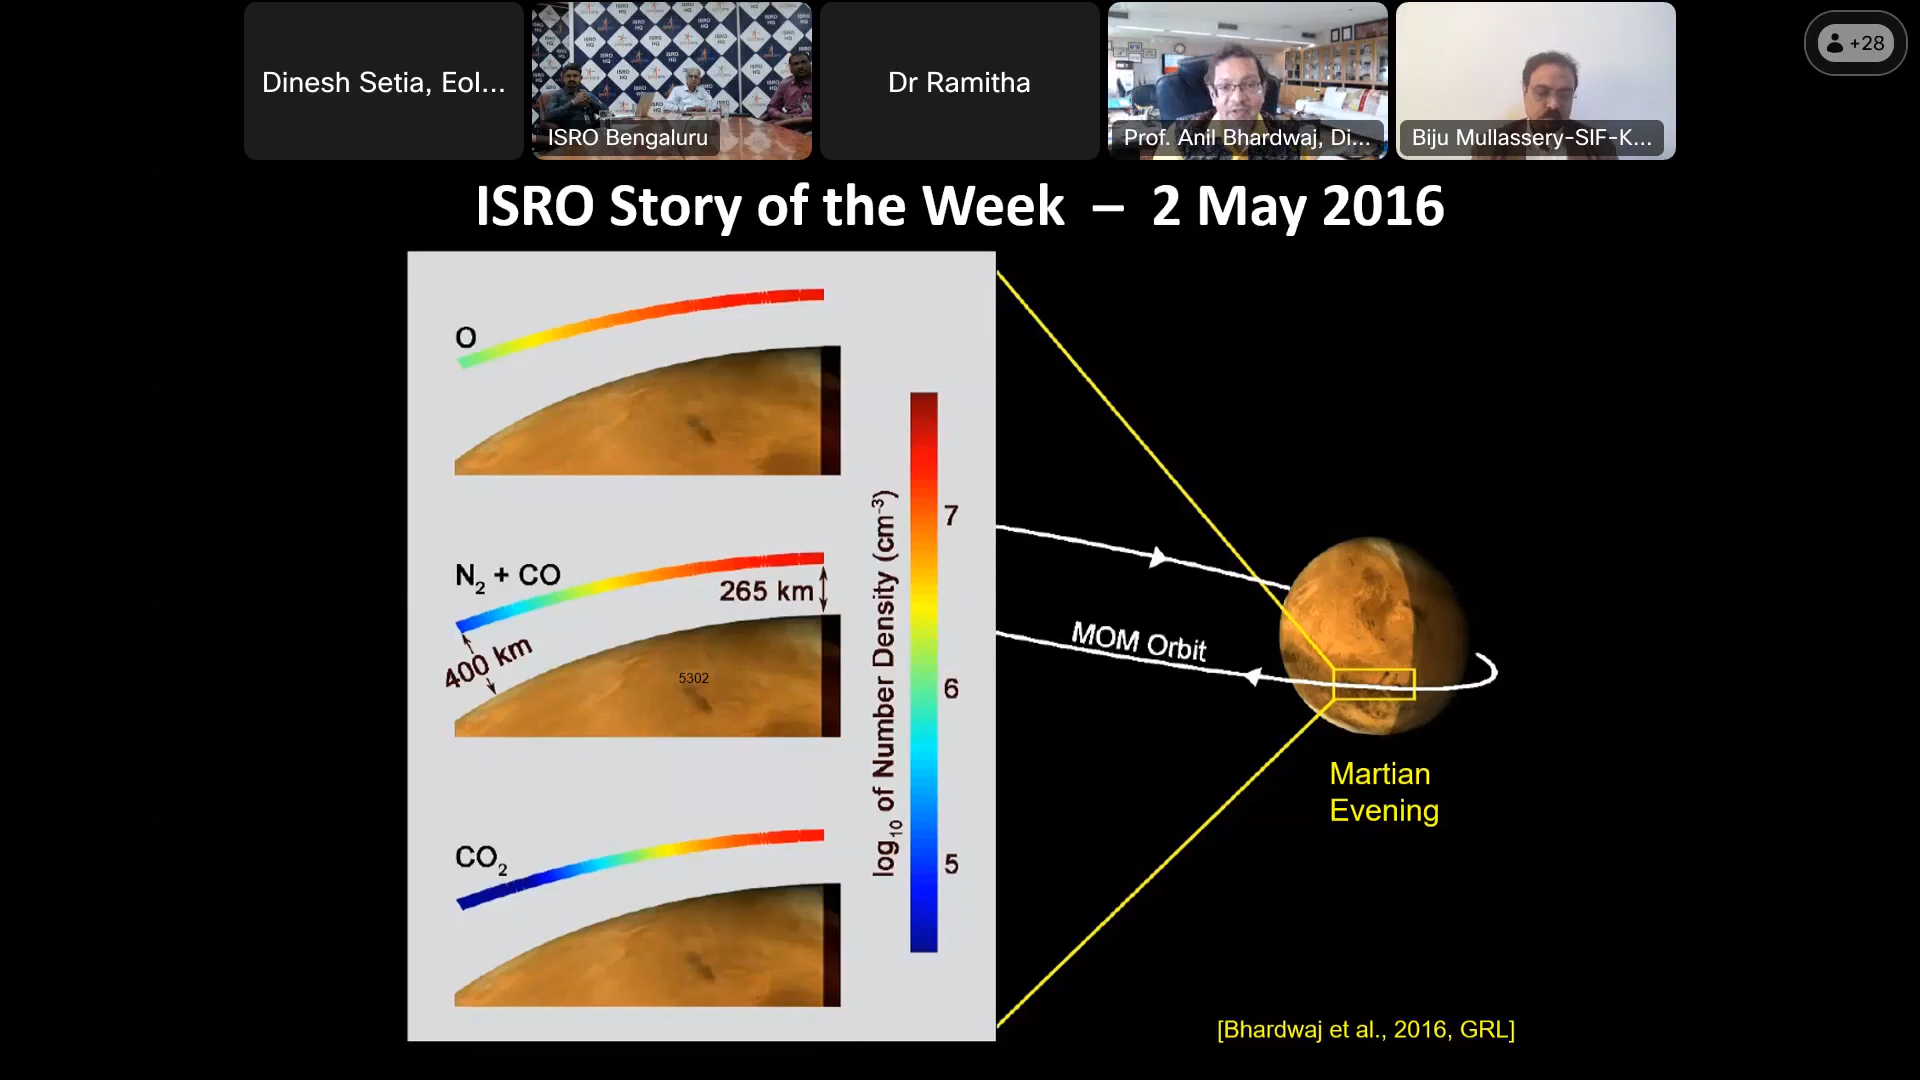 Dinesh Setia, Eol...
ISRO Bengaluru
Dr Ramitha
Prof. Anil Bhardwaj, Di...
Biju Mullassery-SIF-K...
+28
ISRO Story of the Week – 2 May 2016
O
N₂ + CO
265 km
400 km
5302
CO₂
log₁₀ of Number Density (cm⁻³)
7
6
5
MOM Orbit
Martian
Evening
[Bhardwaj et al., 2016, GRL]